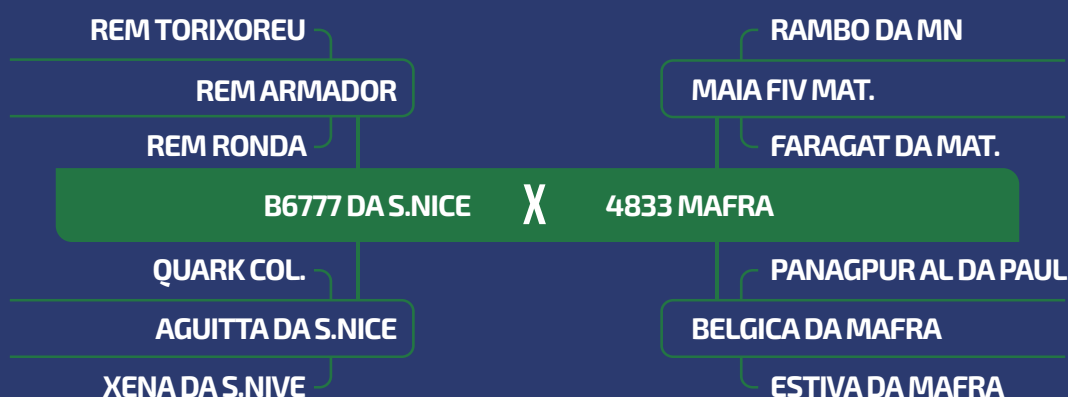 REM TORIXOREU
RAMBO DA MN
REM ARMADOR
MAIA FIV MAT.
REM RONDA
FARAGAT DA MAT.
B6777 DA S.NICE X 4833 MAFRA
QUARK COL.
PANAGPUR AL DA PAUL
AGUITTA DA S.NICE
BELGICA DA MAFRA
XENA DA S.NIVE
ESTIVA DA MAFRA